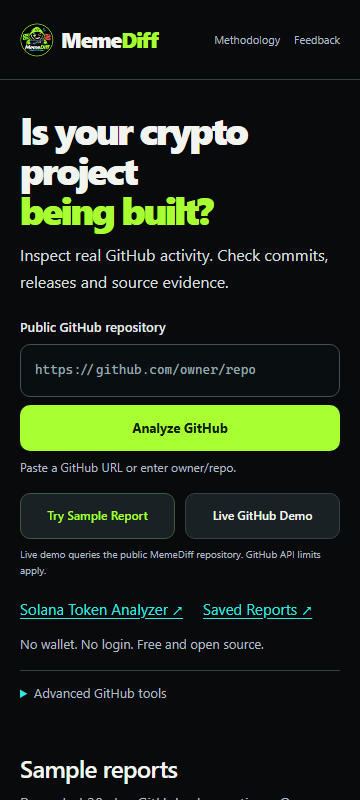 MemeDiff
Methodology
Feedback
Is your crypto
project
being built?
Inspect real GitHub activity. Check commits,
releases and source evidence.
Public GitHub repository
https://github.com/owner/repo
Analyze GitHub
Paste a GitHub URL or enter owner/repo.
Try Sample Report
Live GitHub Demo
Live demo queries the public MemeDiff repository. GitHub API limits
apply.
Solana Token Analyzer ↗
Saved Reports ↗
No wallet. No login. Free and open source.
Advanced GitHub tools
Sample reports